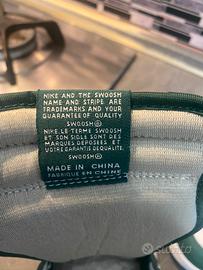 NIKE AND THE SWOOSH
NAME AND STRIPE ARE
TRADEMARKS AND YOUR
GUARANTEE OF QUALITY
SWOOSH®
NIKE.LE TERME SWOOSH
ET SON SIGLE SONT DES
MARQUES DEPOSÉES ET
VOTRE GARANTIE DE QUALITE.
SWOOSH®
MADE IN CHINA
FABRIQUE EN CHINE
subito